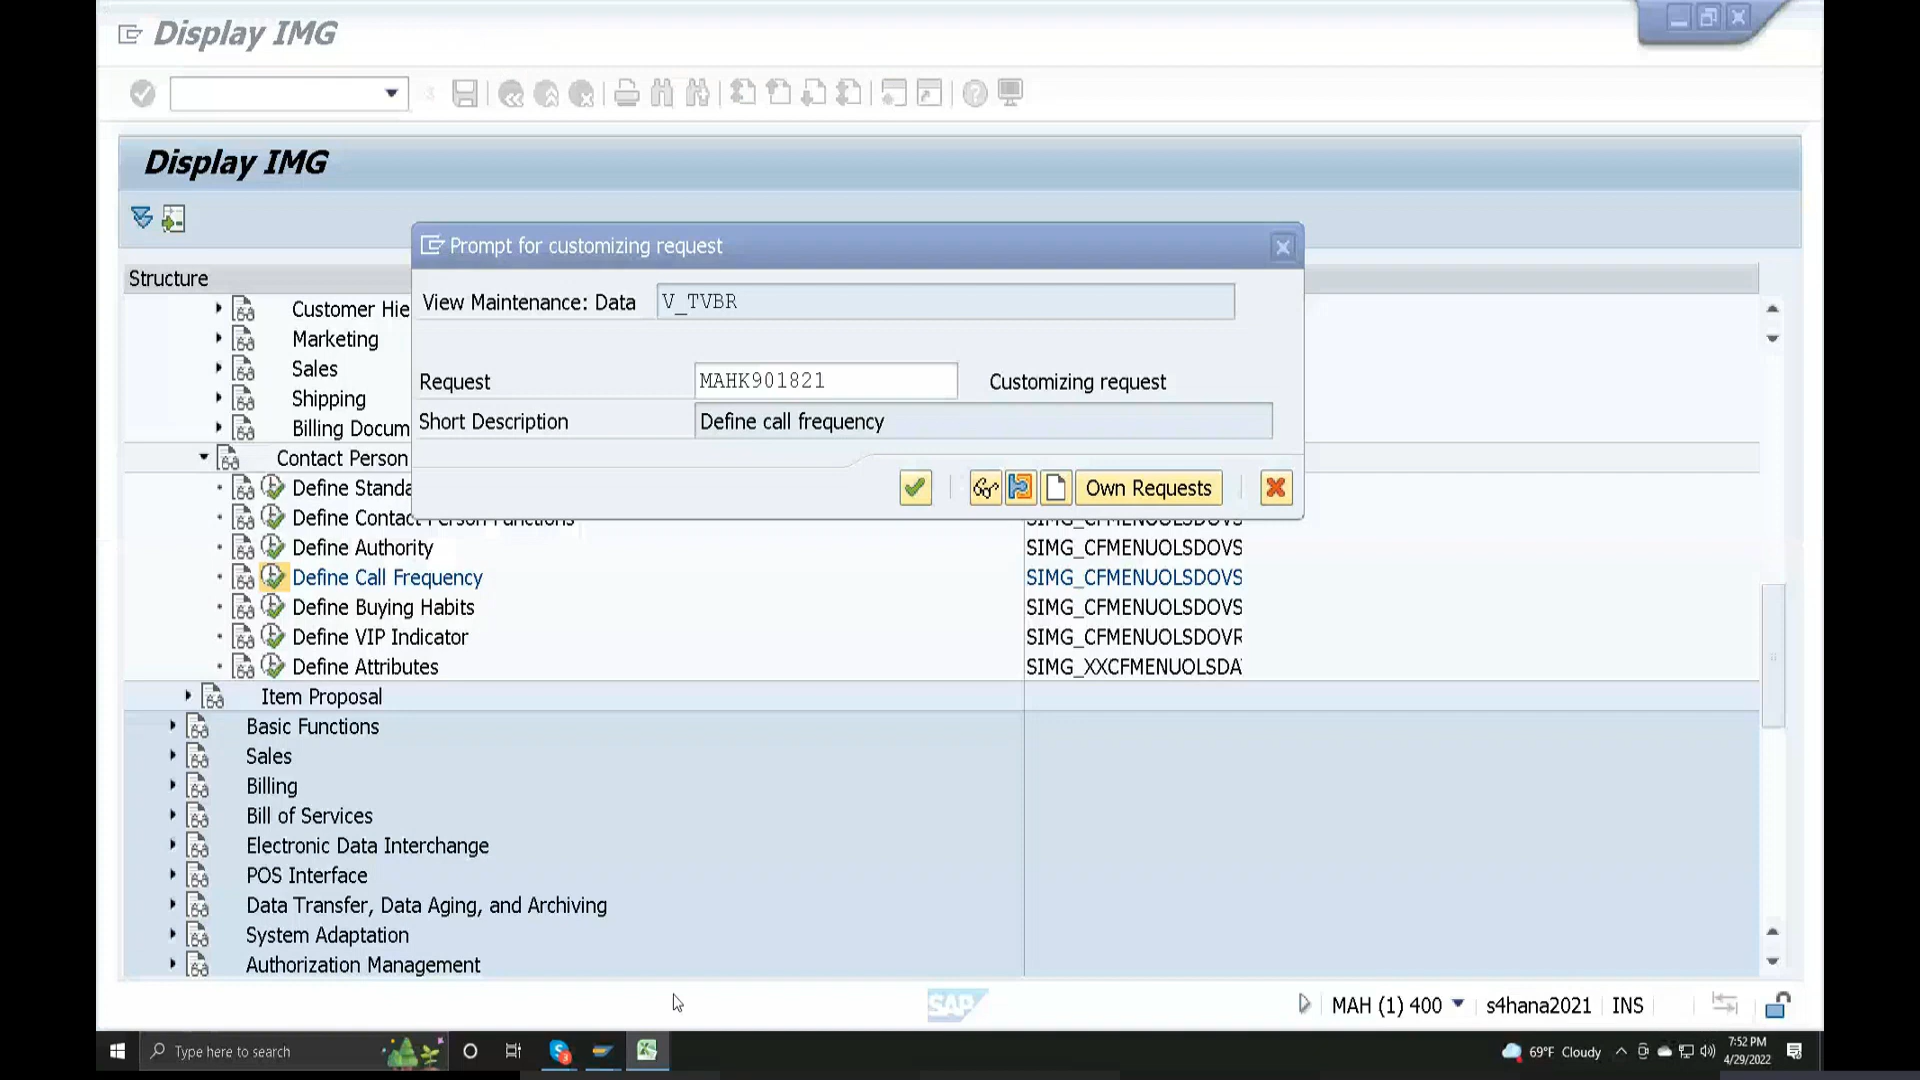 Display IMG
Display IMG
Prompt for customizing request
View Maintenance: Data V_TVBR
Request MAHK901821 Customizing request
Short Description Define call frequency
Own Requests
Structure
Customer Hie
Marketing
Sales
Shipping
Billing Docum
Contact Person
Define Standa
Define Contact Person Functions SIMG_CFMENUOLSDOVS
Define Authority SIMG_CFMENUOLSDOVS
Define Call Frequency SIMG_CFMENUOLSDOVS
Define Buying Habits SIMG_CFMENUOLSDOVS
Define VIP Indicator SIMG_CFMENUOLSDOVR
Define Attributes SIMG_XXCFMENUOLSDA
Item Proposal
Basic Functions
Sales
Billing
Bill of Services
Electronic Data Interchange
POS Interface
Data Transfer, Data Aging, and Archiving
System Adaptation
Authorization Management
SAP MAH (1) 400 s4hana2021 INS
Type here to search 3 69°F Cloudy 7:52 PM
4/29/2022